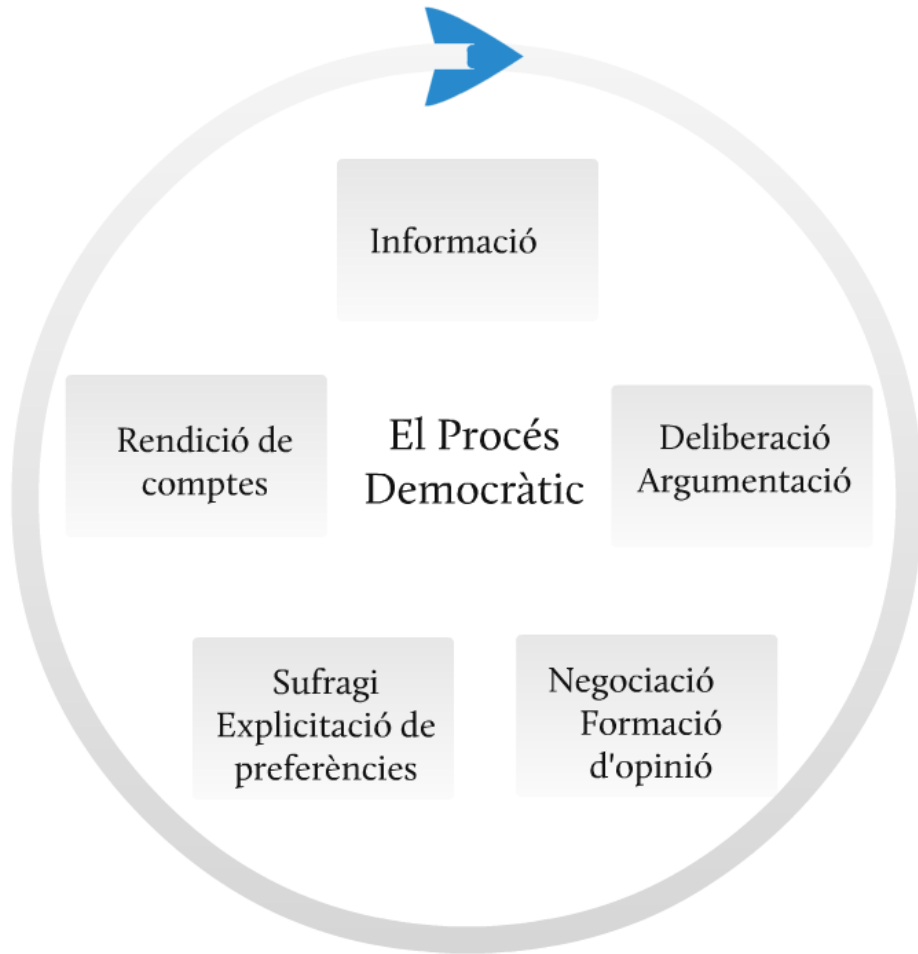 Informació
El Procés
Democràtic
Deliberació
Argumentació
Negociació
Formació
d'opinió
Sufragi
Explicitació de
preferències
Rendició de
comptes